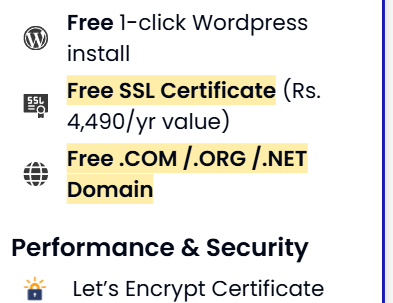 Free 1-click Wordpress
install
SSL
Free SSL Certificate (Rs.
4,490/yr value)
Free .COM /.ORG /.NET
Domain
Performance & Security
Let’s Encrypt Certificate